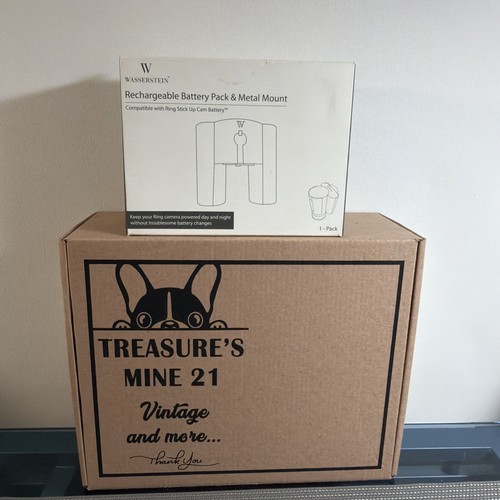 W
WASSERSTEIN
Rechargeable Battery Pack & Metal Mount
Compatible with Ring Stick Up Cam Battery™
W
Keep your Ring camera powered day and night
without troublesome battery changes
1 - Pack
TREASURE'S
MINE 21
Vintage
and more...
Thank You